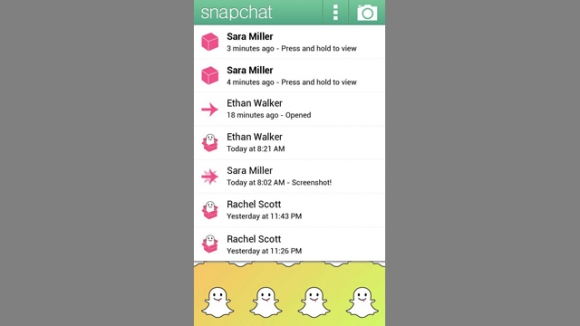 snapchat
Sara Miller
3 minutes ago - Press and hold to view
Sara Miller
4 minutes ago - Press and hold to view
Ethan Walker
18 minutes ago - Opened
Ethan Walker
Today at 8:21 AM
Sara Miller
Today at 8:02 AM - Screenshot!
Rachel Scott
Yesterday at 11:43 PM
Rachel Scott
Yesterday at 11:26 PM